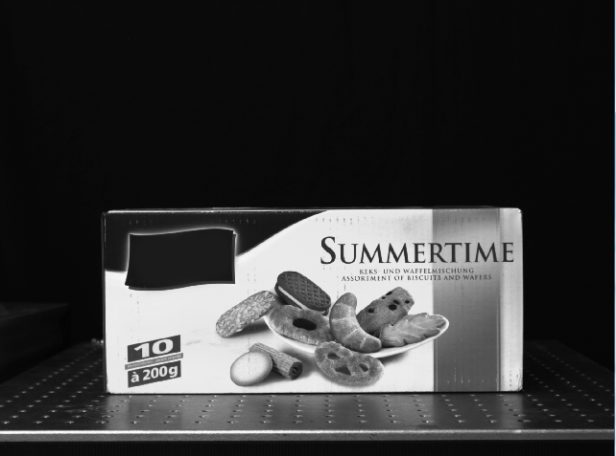 SUMMERTIME
KEKS- UND WAFFELMISCHUNG
ASSORTMENT OF BISCUITS AND WAFERS
10
à 200g